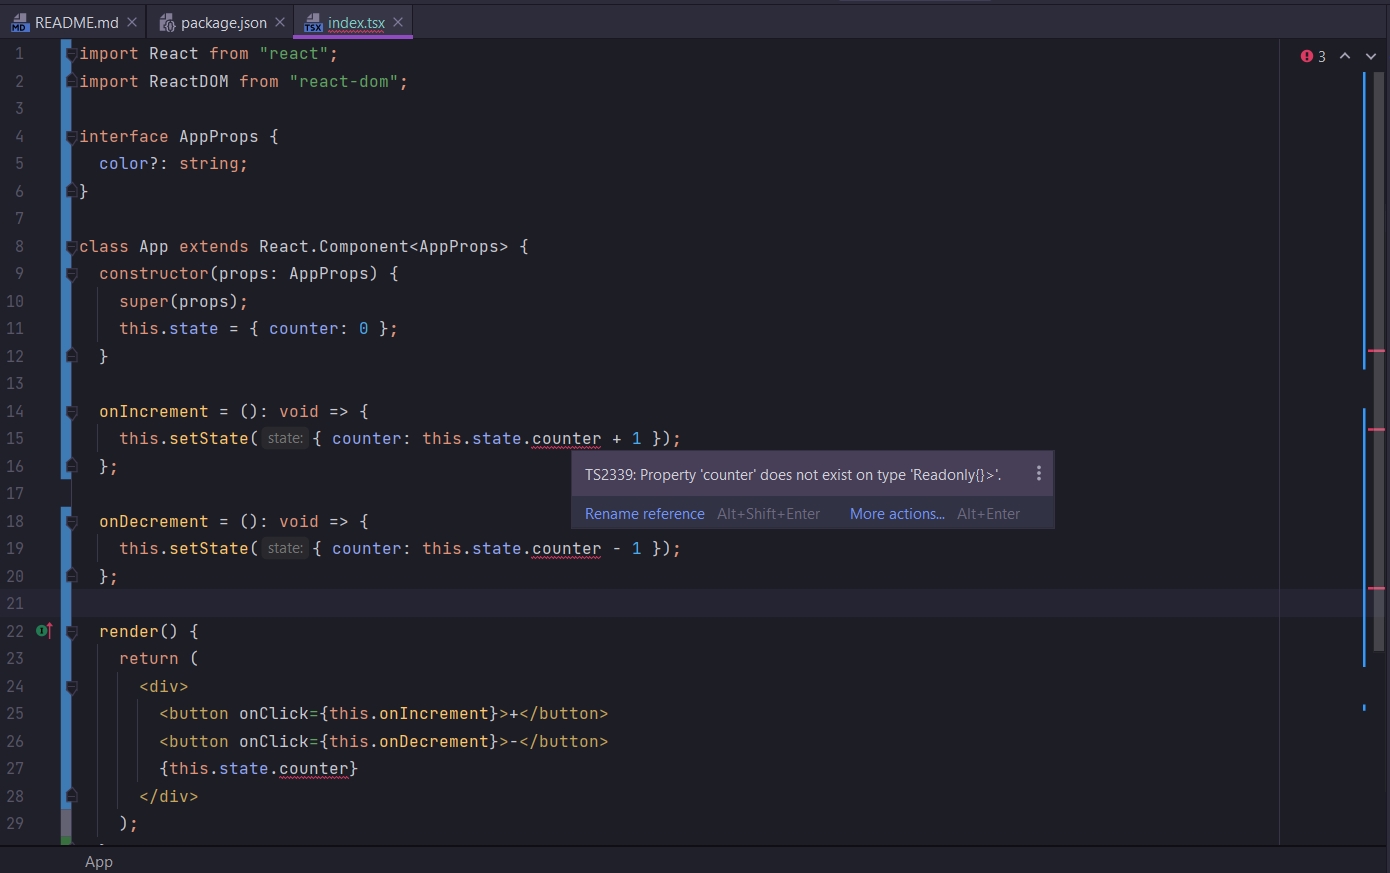 README.md package.json index.tsx
3
1 import React from "react";
2 import ReactDOM from "react-dom";
3
4 interface AppProps {
5 color?: string;
6 }
7
8 class App extends React.Component<AppProps> {
9 constructor(props: AppProps) {
10 super(props);
11 this.state = { counter: 0 };
12 }
13
14 onIncrement = (): void => {
15 this.setState( state: { counter: this.state.counter + 1 });
16 };
TS2339: Property 'counter' does not exist on type 'Readonly{}>'.
Rename reference Alt+Shift+Enter More actions... Alt+Enter
17
18 onDecrement = (): void => {
19 this.setState( state: { counter: this.state.counter - 1 });
20 };
21
22 render() {
23 return (
24 <div>
25 <button onClick={this.onIncrement}>+</button>
26 <button onClick={this.onDecrement}>-</button>
27 {this.state.counter}
28 </div>
29 );
App